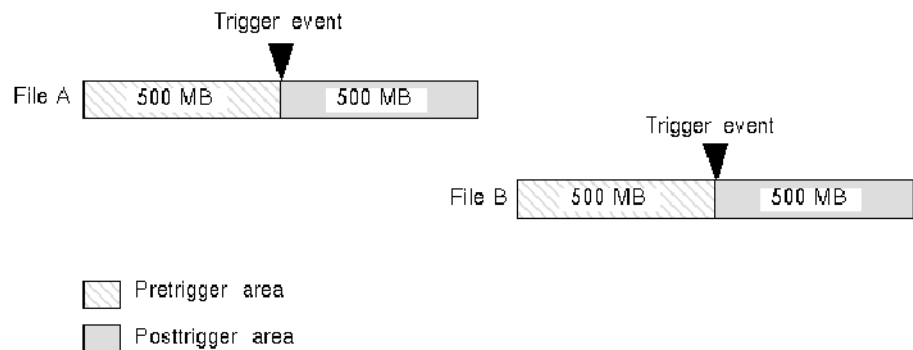 Trigger event
File A
500 MB
500 MB
Trigger event
File B
500 MB
500 MB
Pretrigger area
Posttrigger area